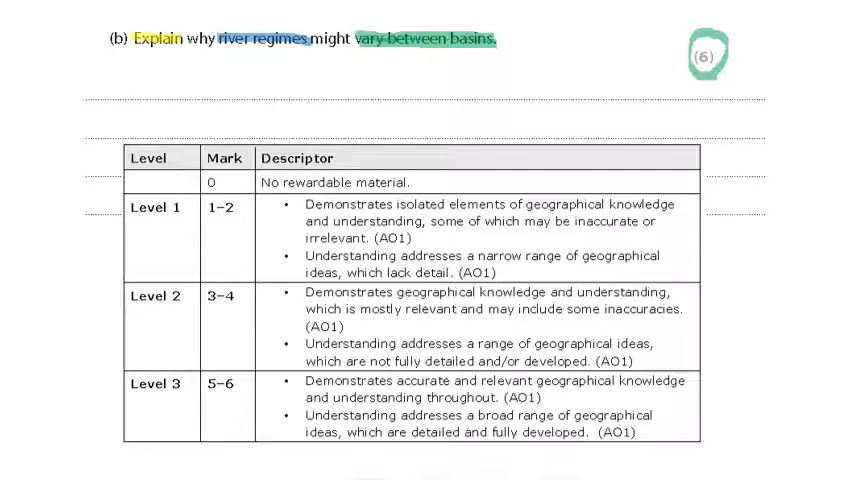 (b) Explain why river regimes might vary between basins.
(6)
Level Mark Descriptor
0 No rewardable material.
Level 1 1–2 • Demonstrates isolated elements of geographical knowledge
and understanding, some of which may be inaccurate or
irrelevant. (AO1)
• Understanding addresses a narrow range of geographical
ideas, which lack detail. (AO1)
Level 2 3–4 • Demonstrates geographical knowledge and understanding,
which is mostly relevant and may include some inaccuracies.
(AO1)
• Understanding addresses a range of geographical ideas,
which are not fully detailed and/or developed. (AO1)
Level 3 5–6 • Demonstrates accurate and relevant geographical knowledge
and understanding throughout. (AO1)
• Understanding addresses a broad range of geographical
ideas, which are detailed and fully developed. (AO1)